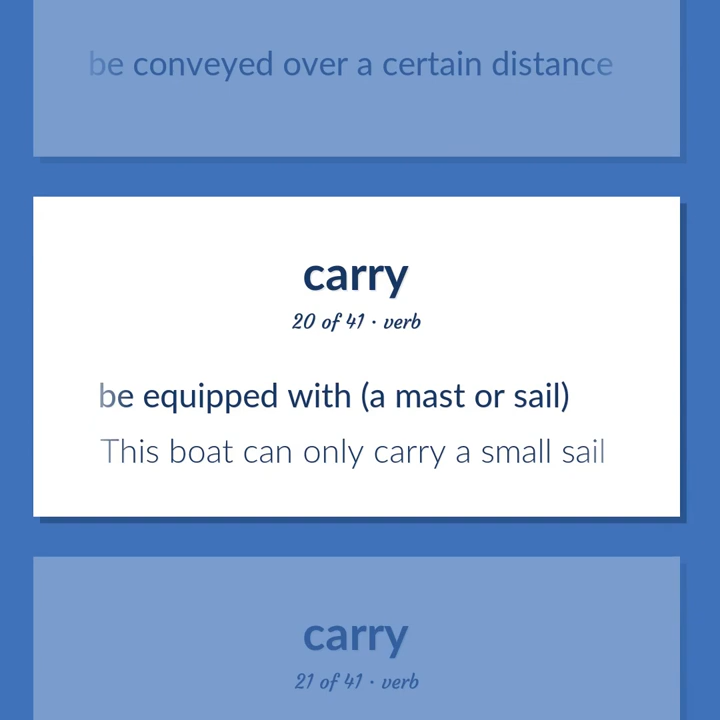 be conveyed over a certain distance
carry
20 of 41 · verb
be equipped with (a mast or sail)
This boat can only carry a small sail
carry
21 of 41 · verb